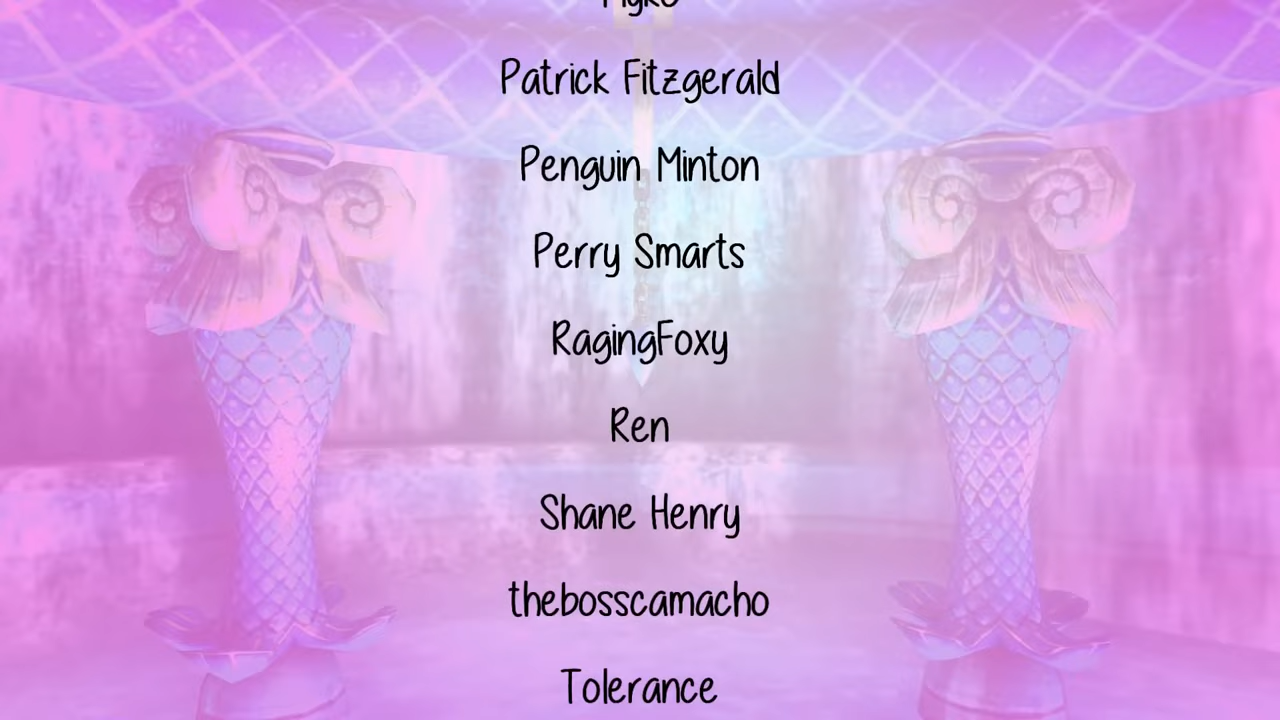 Patrick Fitzgerald
Penguin Minton
Perry Smarts
RagingFoxy
Ren
Shane Henry
thebosscamacho
Tolerance